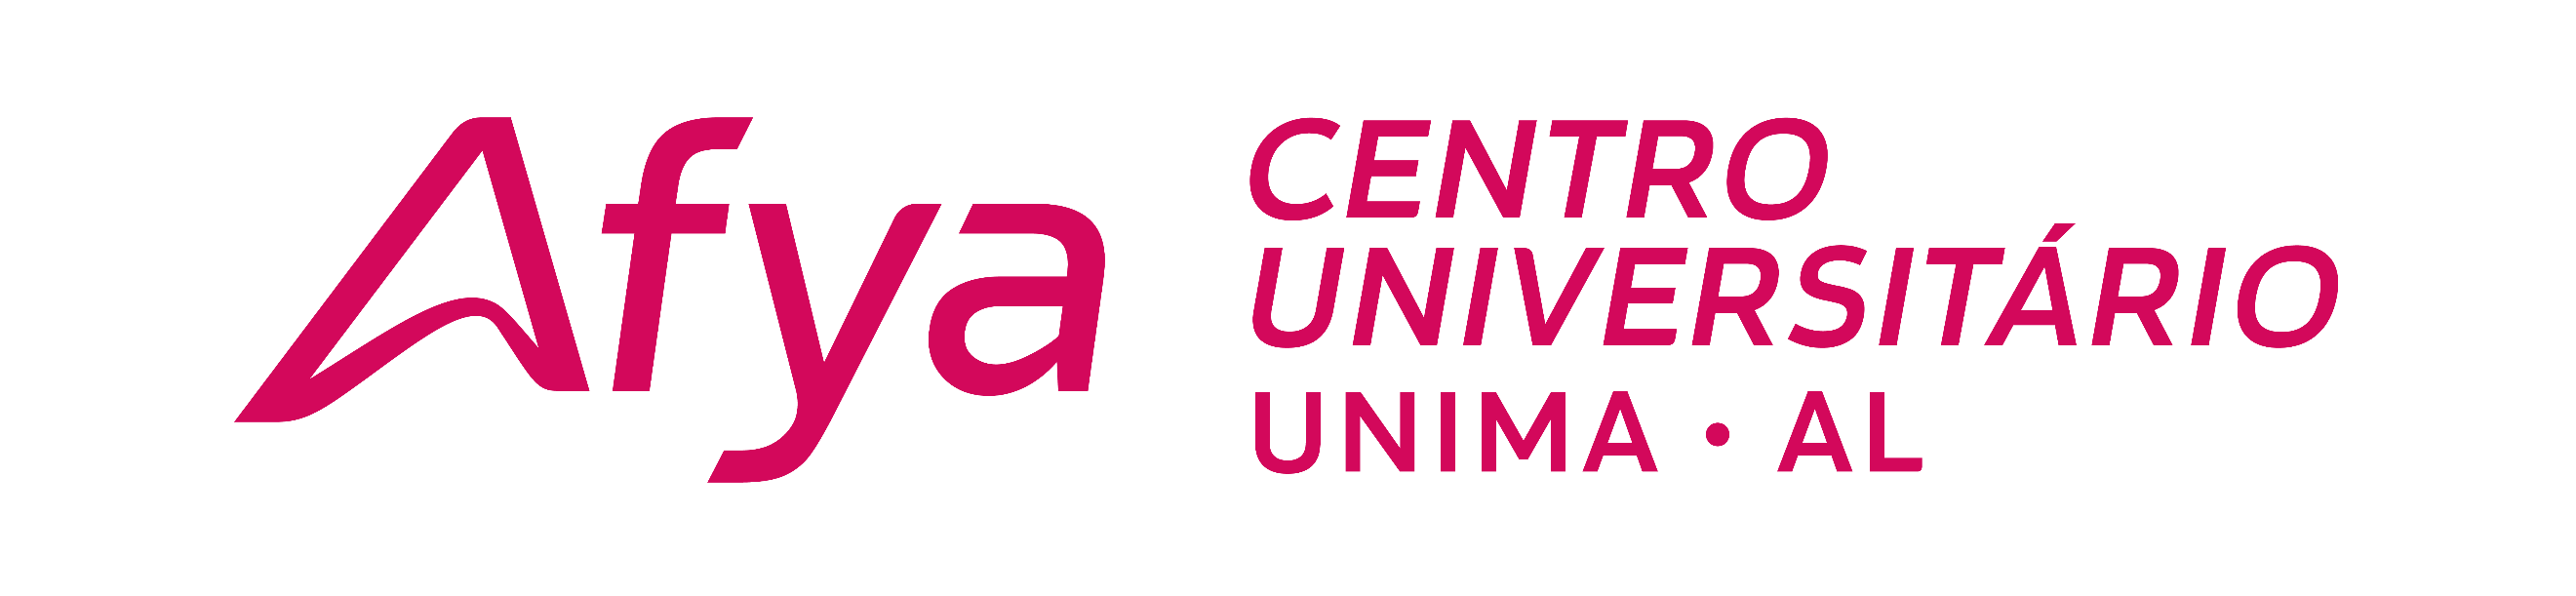 Afya
CENTRO
UNIVERSITÁRIO
UNIMA • AL